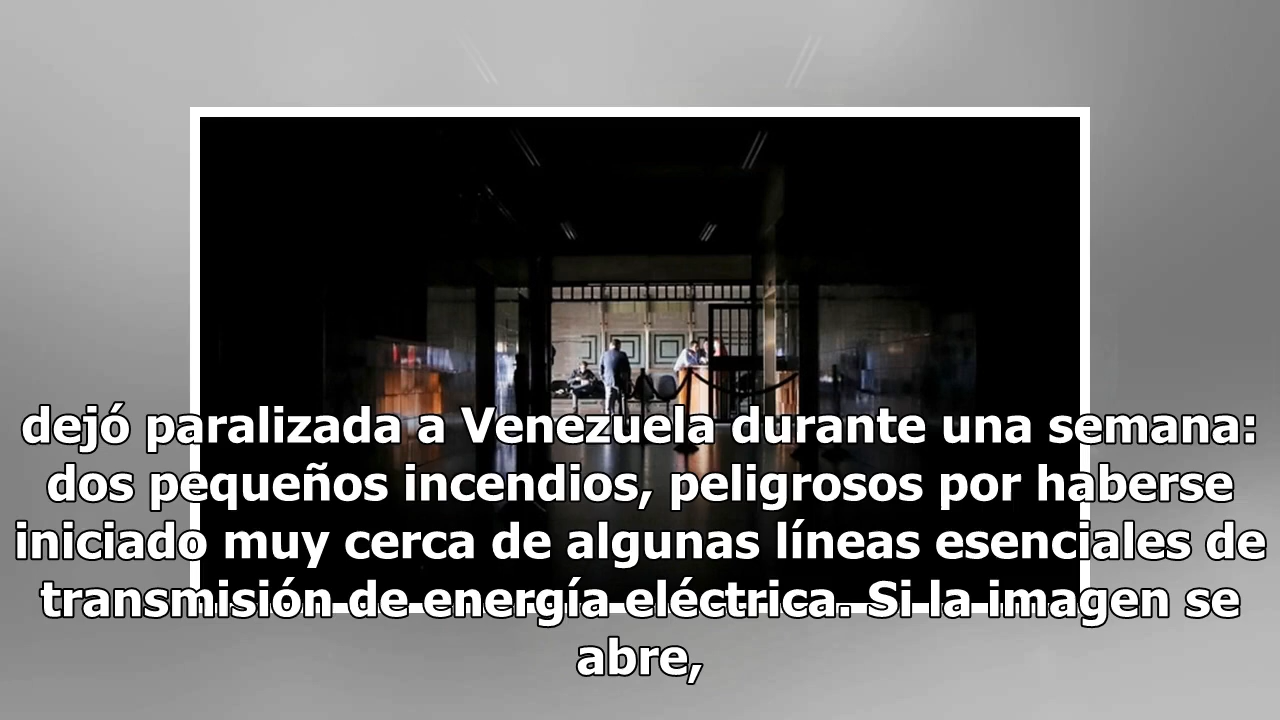 dejó paralizada a Venezuela durante una semana:
dos pequeños incendios, peligrosos por haberse
iniciado muy cerca de algunas líneas esenciales de
transmisión de energía eléctrica. Si la imagen se
abre,